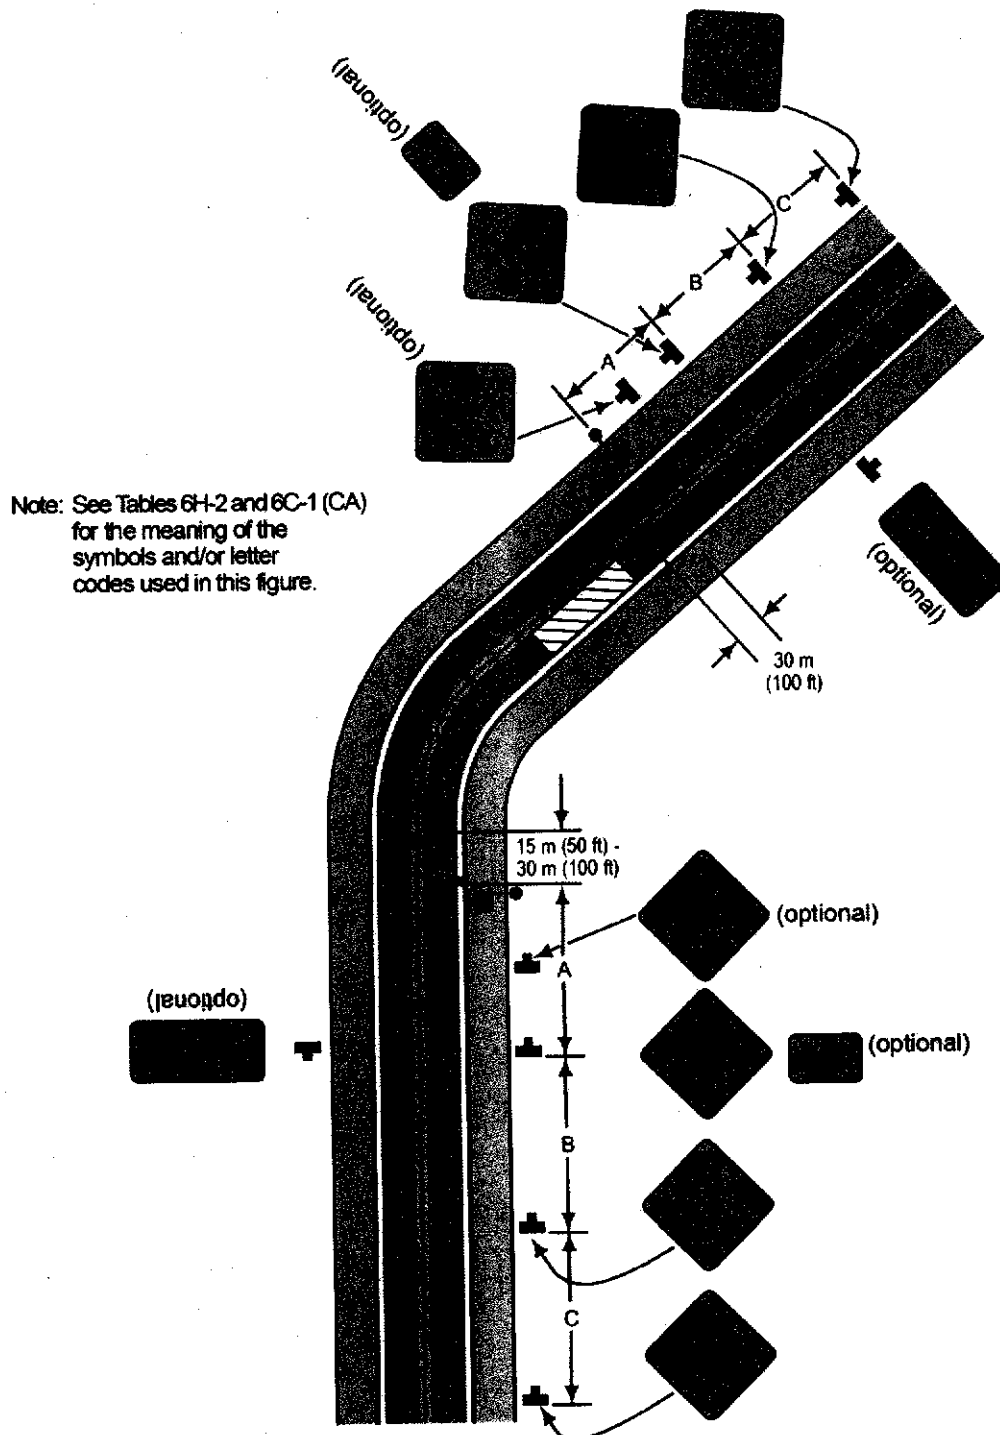 (optional)
C
B
(optional)
A
Note: See Tables 6H-2 and 6C-1 (CA)
for the meaning of the
symbols and/or letter
codes used in this figure.
(optional)
30 m
(100 ft)
15 m (50 ft) -
30 m (100 ft)
(optional)
A
(optional)
(optional)
B
C